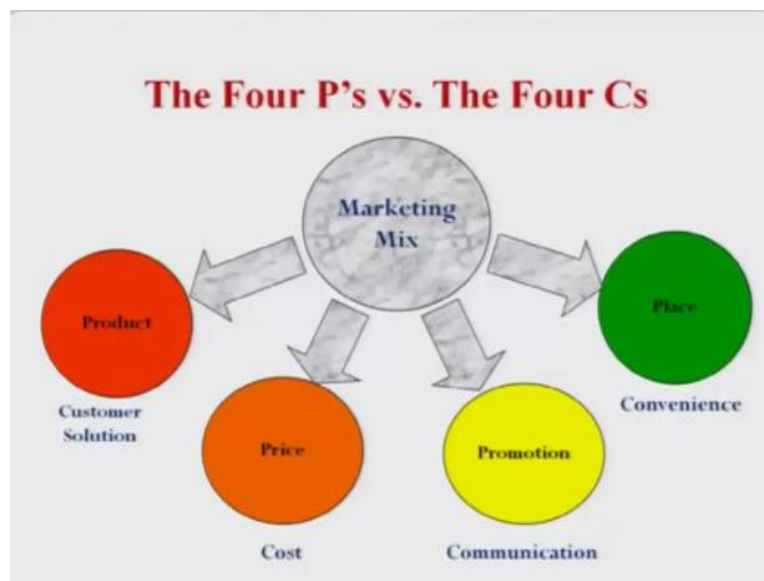 The Four P's vs. The Four Cs
Marketing
Mix
Product
Customer
Solution
Price
Cost
Promotion
Communication
Place
Convenience